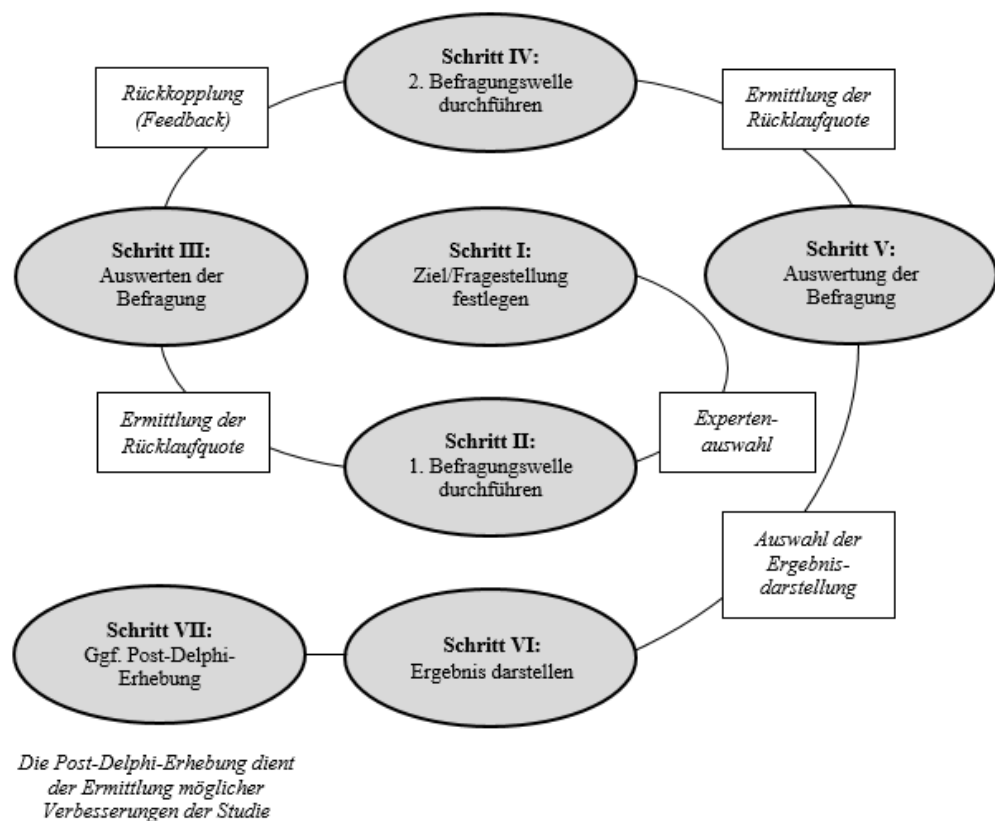 Schritt IV:
2. Befragungswelle
durchführen
Rückkopplung
(Feedback)
Ermittlung der
Rücklaufquote
Schritt III:
Auswerten der
Befragung
Schritt I:
Ziel/Fragestellung
festlegen
Schritt V:
Auswertung der
Befragung
Ermittlung der
Rücklaufquote
Schritt II:
1. Befragungswelle
durchführen
Experten-
auswahl
Auswahl der
Ergebnis-
darstellung
Schritt VII:
Ggf. Post-Delphi-
Erhebung
Schritt VI:
Ergebnis darstellen
Die Post-Delphi-Erhebung dient
der Ermittlung möglicher
Verbesserungen der Studie